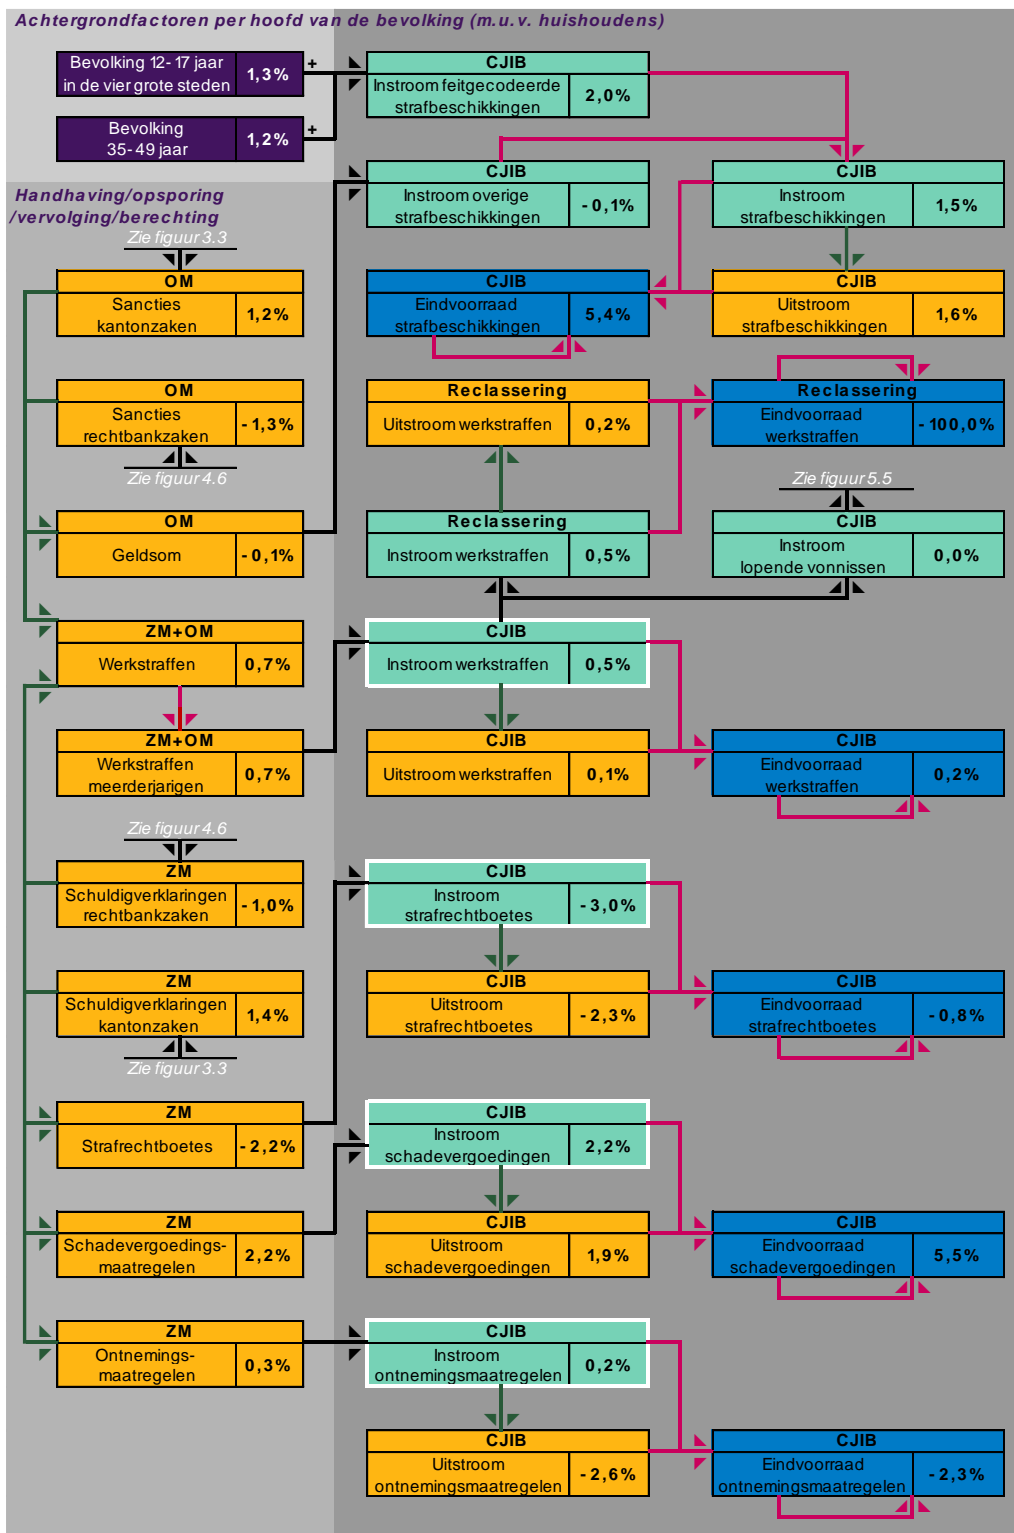 Achtergrondfactoren per hoofd van de bevolking (m.u.v. huishoudens)
Bevolking 12-17 jaar
in de vier grote steden
1,3%
+
Bevolking
35-49 jaar
1,2%
+
CJIB
Instroom feitgecodeerde
strafbeschikkingen
2,0%
Handhaving/opsporing
/vervolging/berechting
CJIB
Instroom overige
strafbeschikkingen
-0,1%
CJIB
Instroom
strafbeschikkingen
1,5%
Zie figuur 3.3
OM
Sancties
kantonzaken
1,2%
CJIB
Eindvoorraad
strafbeschikkingen
5,4%
CJIB
Uitstroom
strafbeschikkingen
1,6%
OM
Sancties
rechtbankzaken
-1,3%
Zie figuur 4.6
Reclassering
Uitstroom werkstraffen
0,2%
Reclassering
Eindvoorraad
werkstraffen
-100,0%
Zie figuur 5.5
OM
Geldsom
-0,1%
Reclassering
Instroom werkstraffen
0,5%
CJIB
Instroom
lopende vonnissen
0,0%
ZM+OM
Werkstraffen
0,7%
CJIB
Instroom werkstraffen
0,5%
ZM+OM
Werkstraffen
meerderjarigen
0,7%
CJIB
Uitstroom werkstraffen
0,1%
CJIB
Eindvoorraad
werkstraffen
0,2%
Zie figuur 4.6
ZM
Schuldigverklaringen
rechtbankzaken
-1,0%
CJIB
Instroom
strafrechtboetes
-3,0%
ZM
Schuldigverklaringen
kantonzaken
1,4%
Zie figuur 3.3
CJIB
Uitstroom
strafrechtboetes
-2,3%
CJIB
Eindvoorraad
strafrechtboetes
-0,8%
ZM
Strafrechtboetes
-2,2%
CJIB
Instroom
schadevergoedingen
2,2%
ZM
Schadevergoedings-
maatregelen
2,2%
CJIB
Uitstroom
schadevergoedingen
1,9%
CJIB
Eindvoorraad
schadevergoedingen
5,5%
ZM
Ontnemings-
maatregelen
0,3%
CJIB
Instroom
ontnemingsmaatregelen
0,2%
CJIB
Uitstroom
ontnemingsmaatregelen
-2,6%
CJIB
Eindvoorraad
ontnemingsmaatregelen
-2,3%